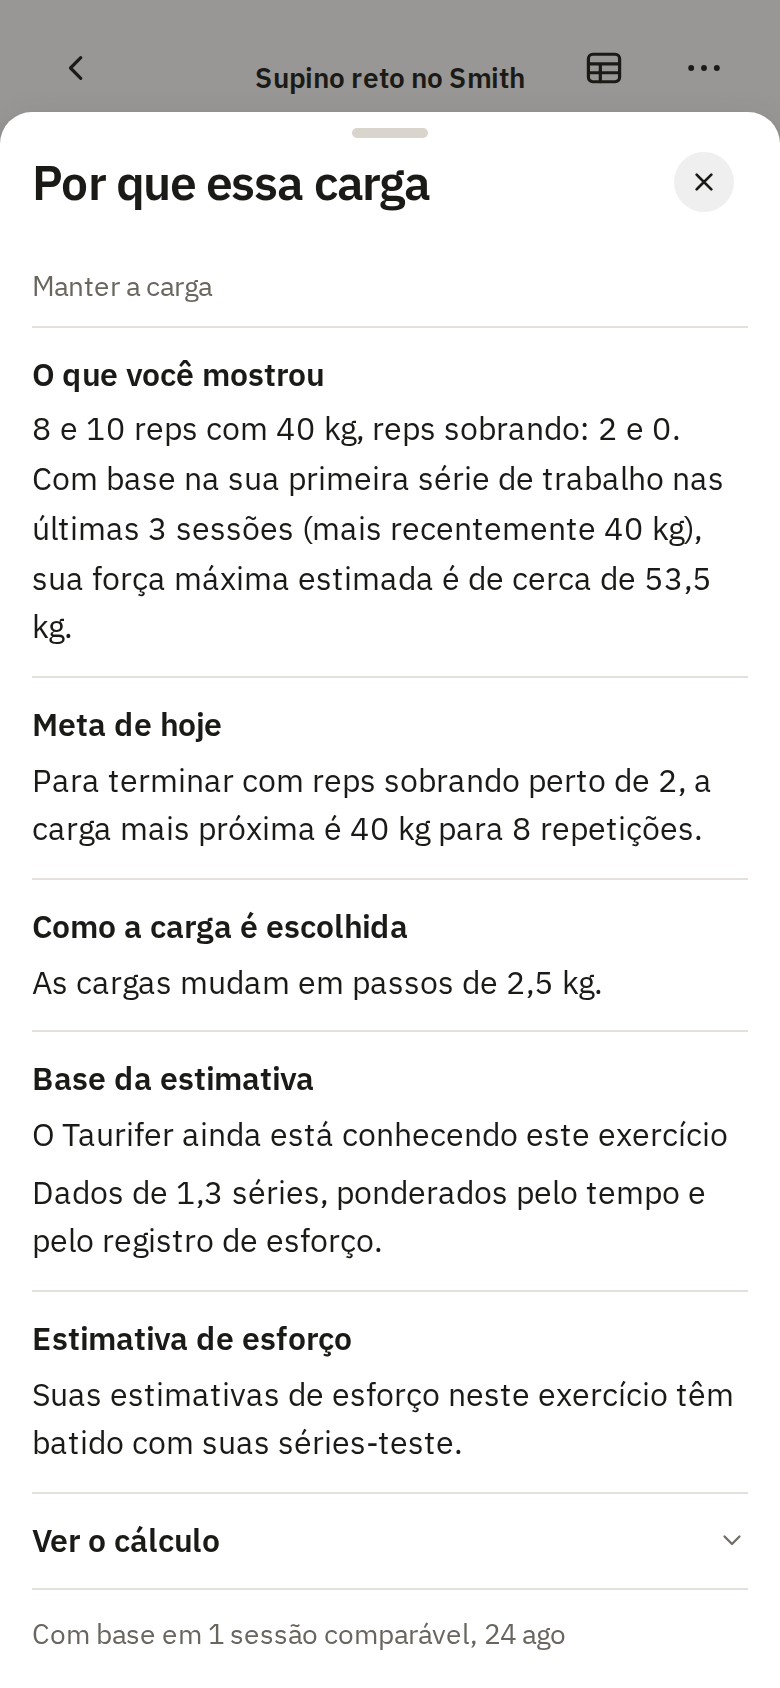 Supino reto no Smith
Por que essa carga
Manter a carga
O que você mostrou
8 e 10 reps com 40 kg, reps sobrando: 2 e 0.
Com base na sua primeira série de trabalho nas
últimas 3 sessões (mais recentemente 40 kg),
sua força máxima estimada é de cerca de 53,5
kg.
Meta de hoje
Para terminar com reps sobrando perto de 2, a
carga mais próxima é 40 kg para 8 repetições.
Como a carga é escolhida
As cargas mudam em passos de 2,5 kg.
Base da estimativa
O Taurifer ainda está conhecendo este exercício
Dados de 1,3 séries, ponderados pelo tempo e
pelo registro de esforço.
Estimativa de esforço
Suas estimativas de esforço neste exercício têm
batido com suas séries-teste.
Ver o cálculo
Com base em 1 sessão comparável, 24 ago